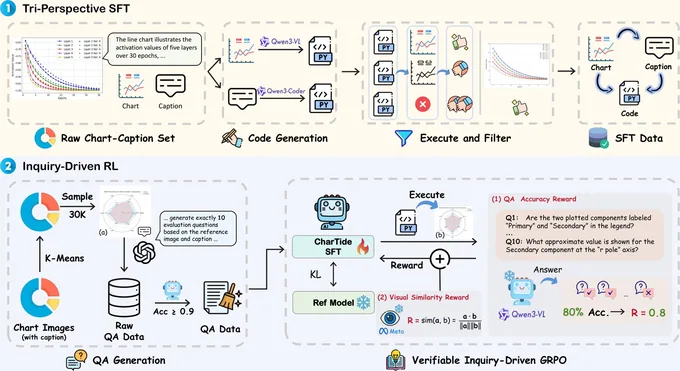 1 Tri-Perspective SFT
The line chart illustrates the
activation values of five layers
over 30 epochs, ...
Chart
Caption
Raw Chart-Caption Set
Qwen3-VL
PY
Qwen3-Coder
PY
Code Generation
PY
PY
PY
Execute and Filter
Chart
Caption
Code
PY
SFT Data
2 Inquiry-Driven RL
Sample
30K
(a)
... generate exactly 10
evaluation questions
based on the reference
image and caption ...
K-Means
Chart Images
(with caption)
Raw
QA Data
Acc ≥ 0.9
QA Data
QA Generation
CharTide
SFT
KL
Ref Model
Execute
PY
(b)
Reward
(2) Visual Similarity Reward
Meta
R = sim(a, b) = a · b / ||a||||b||
(1) QA Accuracy Reward
Q1: Are the two plotted components labeled
"Primary" and "Secondary" in the legend?
...
Q10: What approximate value is shown for the
Secondary component at the "r pole" axis?
Answer
Qwen3-VL
...
80% Acc. → R = 0.8
Verifiable Inquiry-Driven GRPO